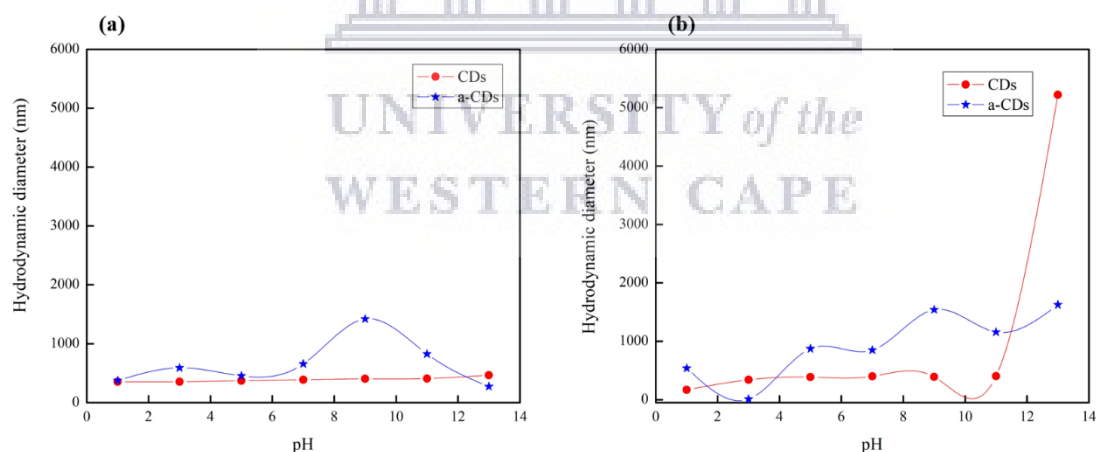 (a)
6000
5000
4000
3000
2000
1000
0
Hydrodynamic diameter (nm)
0 2 4 6 8 10 12 14
pH
CDs
a-CDs
(b)
6000
5000
4000
3000
2000
1000
0
Hydrodynamic diameter (nm)
0 2 4 6 8 10 12 14
pH
CDs
a-CDs
UNIVERSITY of the
WESTERN CAPE